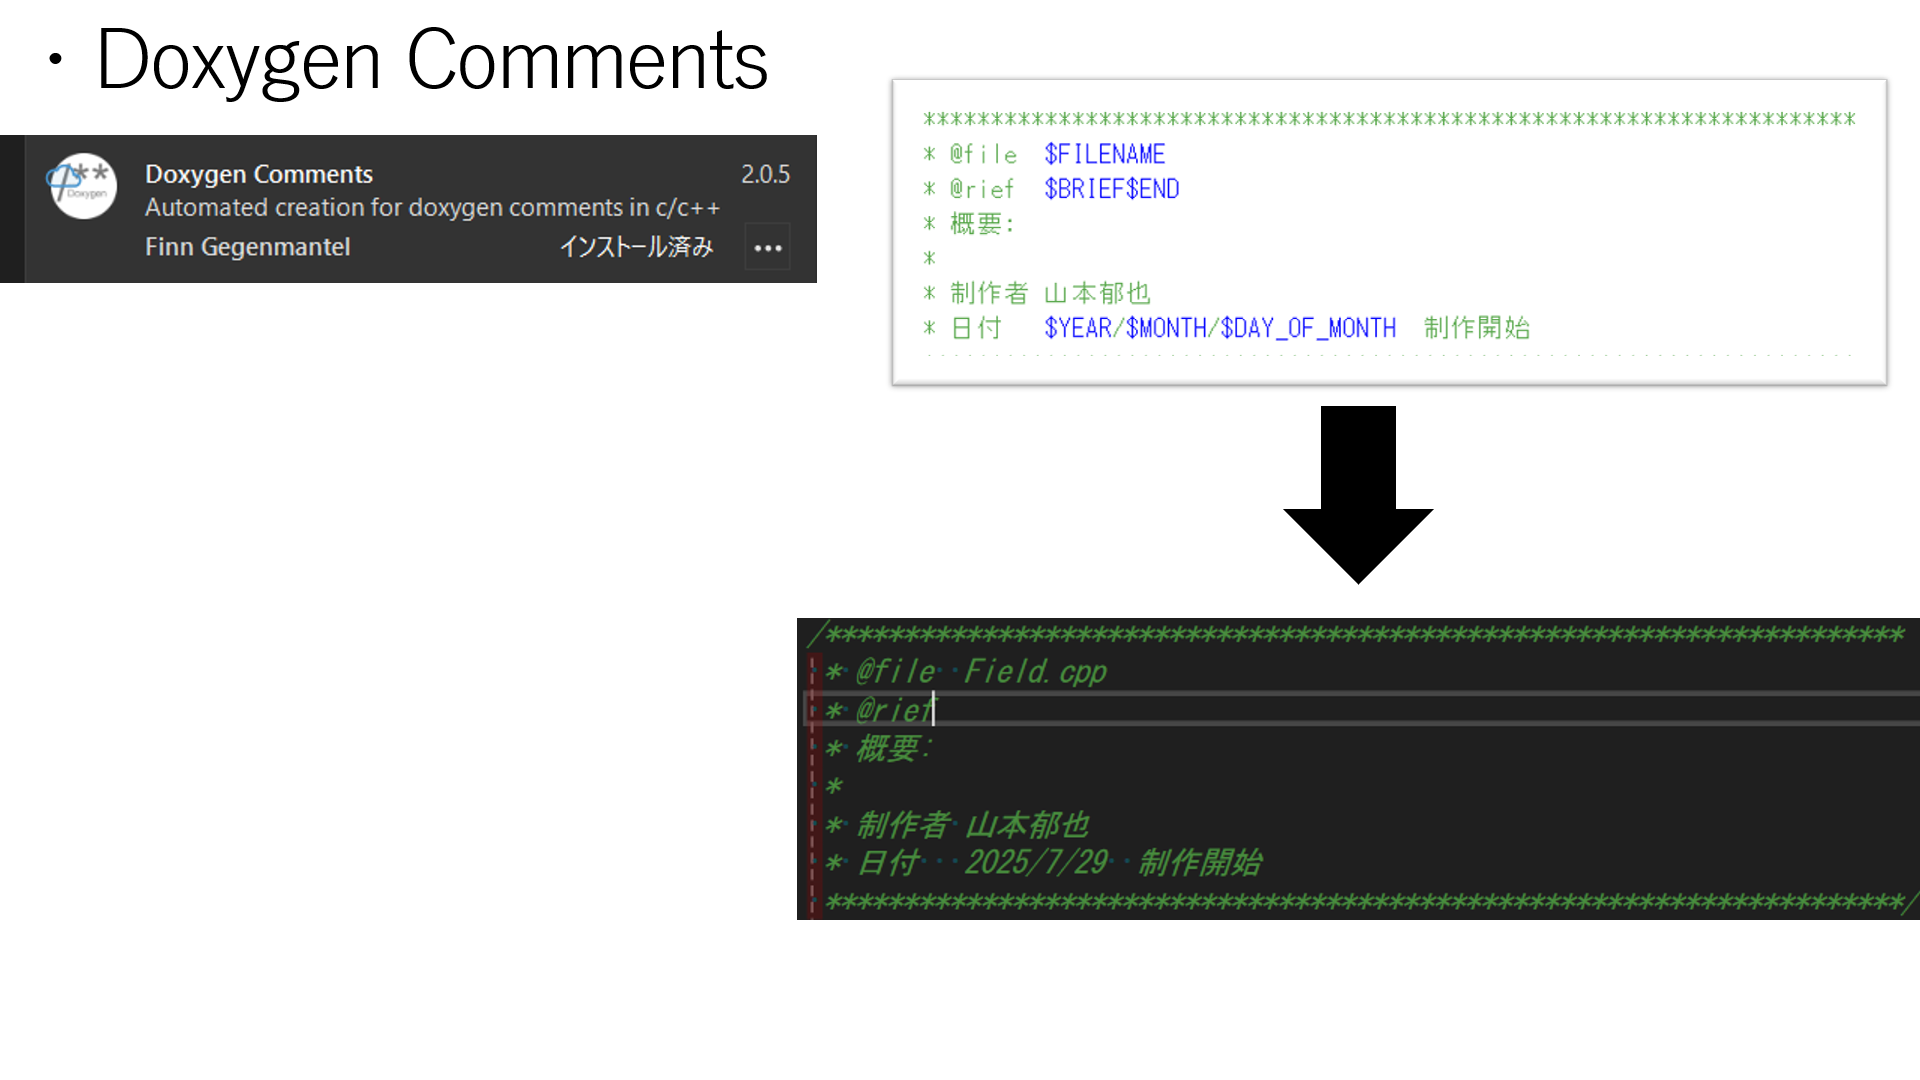 ・Doxygen Comments
Doxygen
Doxygen Comments 2.0.5
Automated creation for doxygen comments in c/c++
Finn Gegenmantel インストール済み …
*********************************************************************
* @file $FILENAME
* @rief $BRIEF$END
* 概要:
*
* 制作者 山本郁也
* 日付 $YEAR/$MONTH/$DAY_OF_MONTH 制作開始
/**********************************************************************
* @file Field.cpp
* @rief
* 概要:
*
* 制作者 山本郁也
* 日付 2025/7/29 制作開始
**********************************************************************/